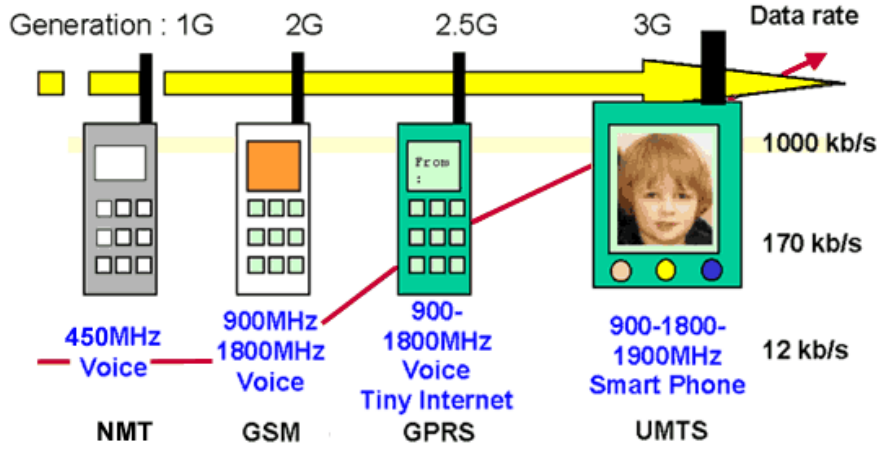 Generation : 1G 2G 2.5G 3G Data rate
From
:
1000 kb/s
170 kb/s
12 kb/s
450MHz
Voice
900MHz
1800MHz
Voice
900-
1800MHz
Voice
Tiny Internet
900-1800-
1900MHz
Smart Phone
NMT GSM GPRS UMTS